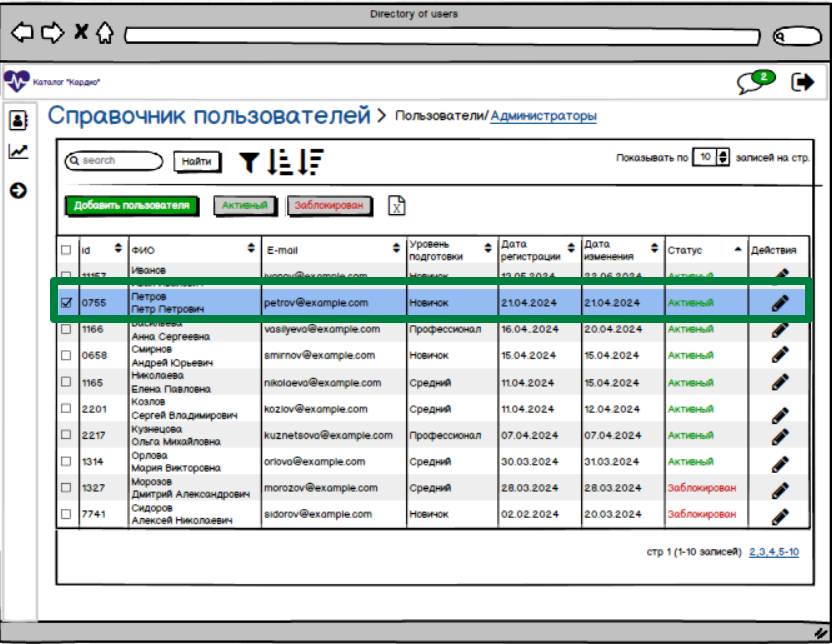 Directory of users
2
Каталог "Кардио"
Справочник пользователей > Пользователи/Администраторы
search Найти Показывать по 10 записей на стр.
Добавить пользователя Активный Заблокирован X
id ФИО E-mail Уровень подготовки Дата регистрации Дата изменения Статус Действия
11157 Иванов ivanov@example.com Новичок 12.05.2024 22.06.2024 Активный
0755 Петров Петр Петрович petrov@example.com Новичок 21.04.2024 21.04.2024 Активный
1166 Васильева Анна Сергеевна vasilyeva@example.com Профессионал 16.04..2024 20.04.2024 Активный
0658 Смирнов Андрей Юрьевич smirnov@example.com Новичок 15.04.2024 15.04.2024 Активный
1165 Николаева Елена Павловна nikolaeva@example.com Средний 11.04.2024 15.04.2024 Активный
2201 Козлов Сергей Владимирович kozlov@example.com Средний 11.04.2024 12.04.2024 Активный
2217 Кузнецова Ольга Михайловна kuznetsova@example.com Профессионал 07.04.2024 07.04.2024 Активный
1314 Орлова Мария Викторовна orlova@example.com Средний 30.03.2024 31.03.2024 Активный
1327 Морозов Дмитрий Александрович morozov@example.com Средний 28.03.2024 28.03.2024 Заблокирован
7741 Сидоров Алексей Николаевич sidorov@example.com Новичок 02.02.2024 20.03.2024 Заблокирован
стр 1 (1-10 записей) 2,3,4,5-10